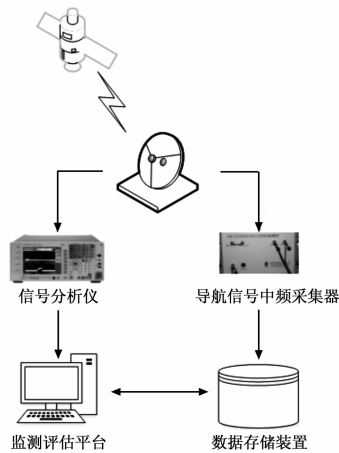 信号分析仪
导航信号中频采集器
监测评估平台
数据存储装置